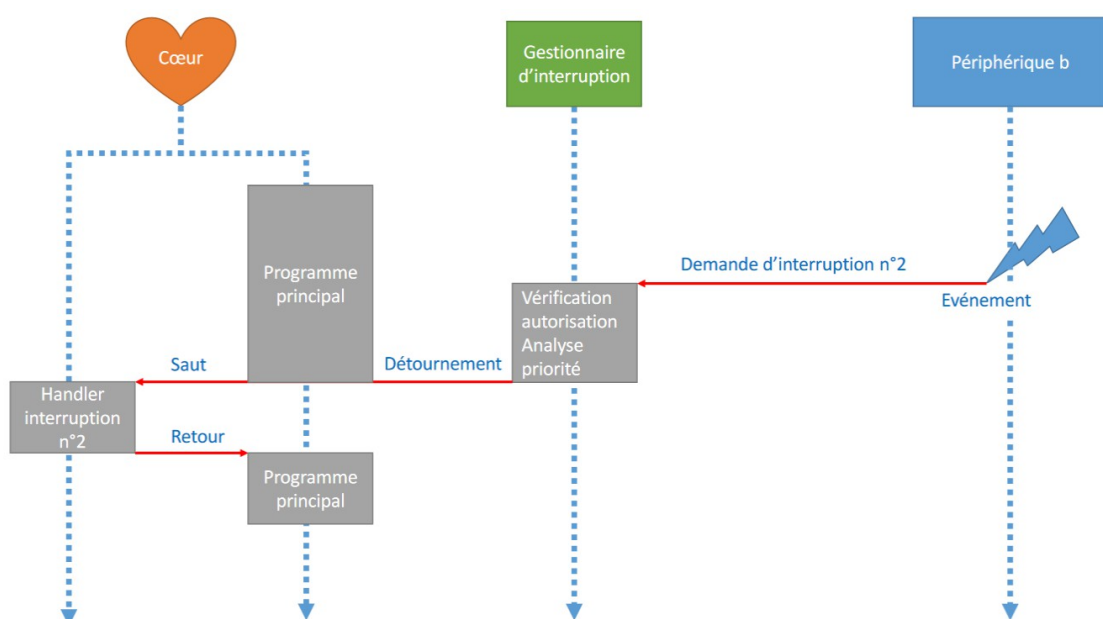 Cœur
Gestionnaire
d’interruption
Périphérique b
Programme
principal
Demande d’interruption n°2
Evénement
Vérification
autorisation
Analyse
priorité
Détournement
Saut
Handler
interruption
n°2
Retour
Programme
principal